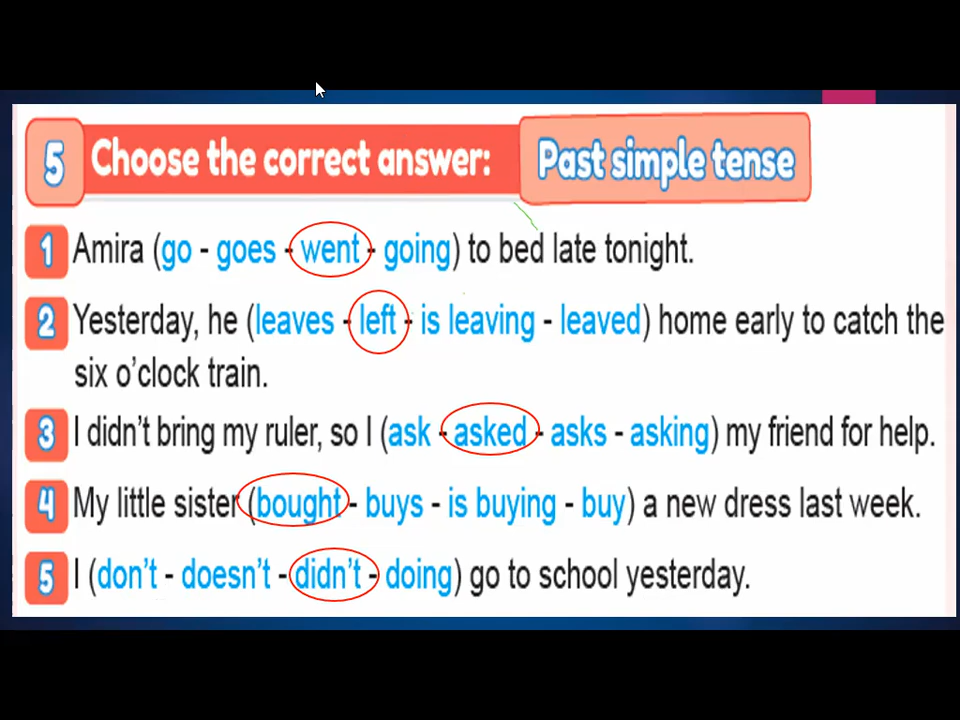 5 Choose the correct answer: Past simple tense
1 Amira (go - goes - went - going) to bed late tonight.
2 Yesterday, he (leaves - left - is leaving - leaved) home early to catch the
six o'clock train.
3 I didn't bring my ruler, so I (ask - asked - asks - asking) my friend for help.
4 My little sister (bought - buys - is buying - buy) a new dress last week.
5 I (don't - doesn't - didn't - doing) go to school yesterday.